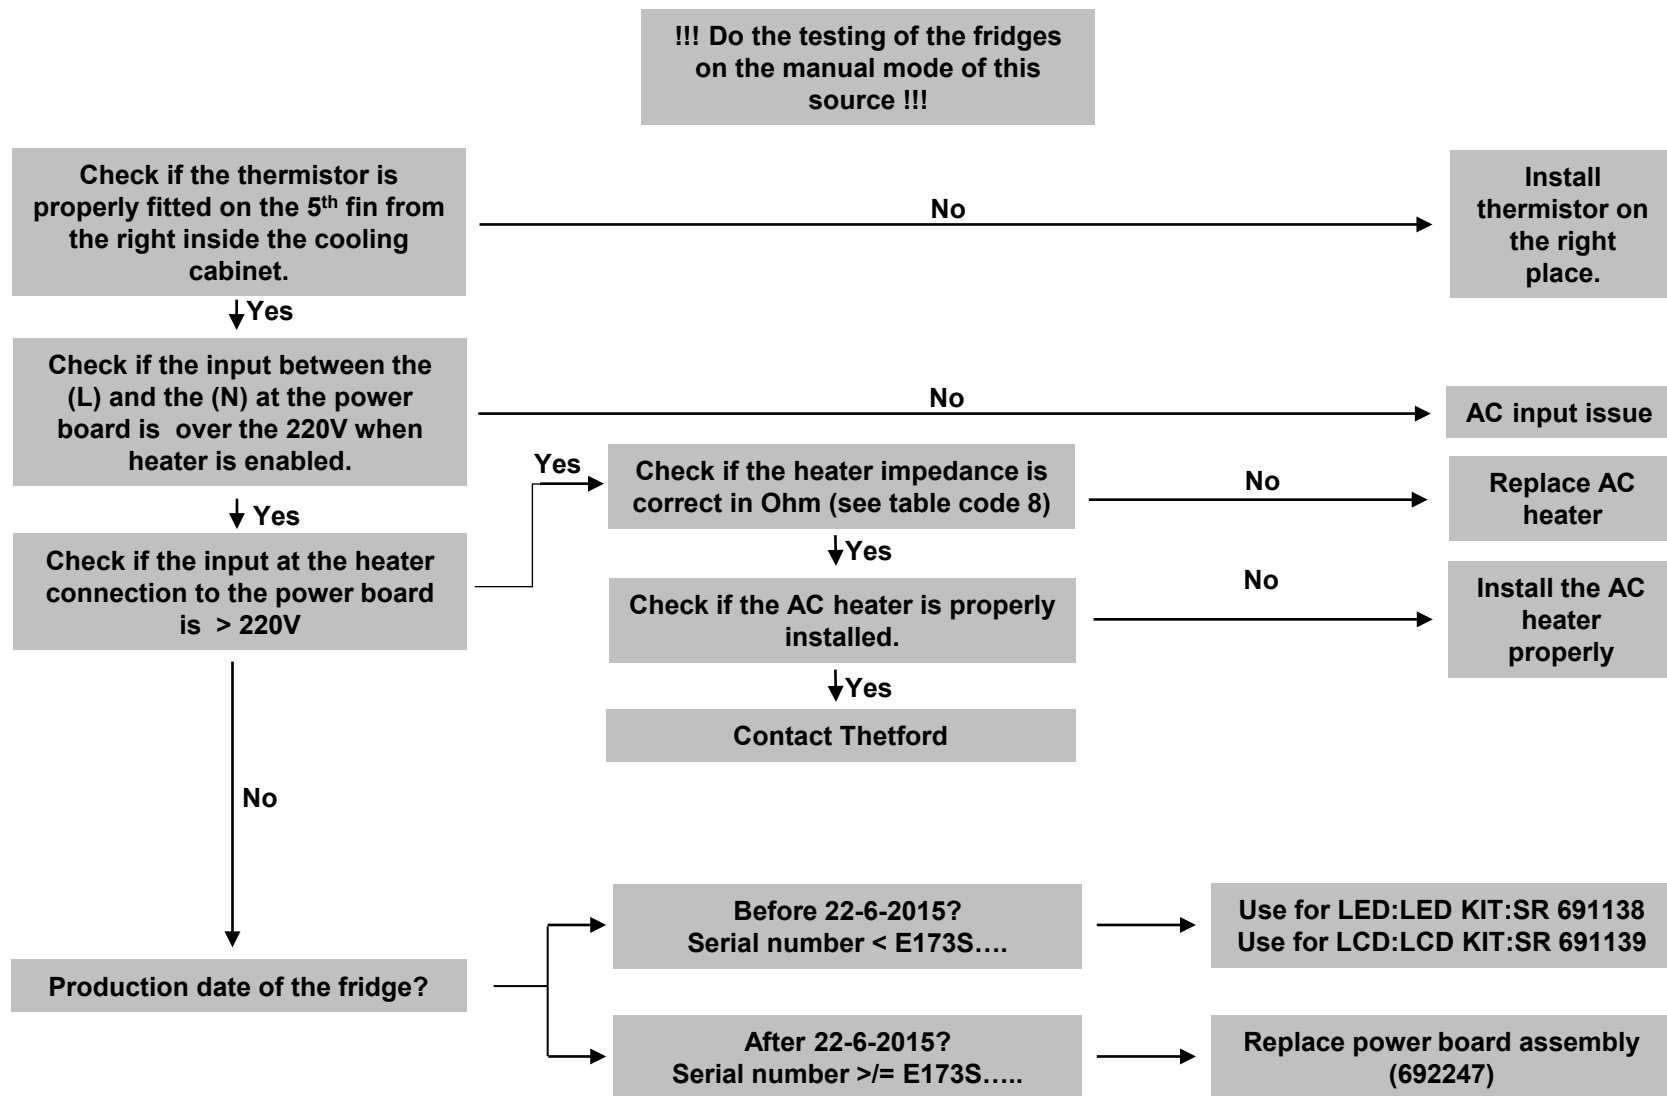 !!! Do the testing of the fridges
on the manual mode of this
source !!!
Check if the thermistor is
properly fitted on the 5th fin from
the right inside the cooling
cabinet.
No
Install
thermistor on
the right
place.
Yes
Check if the input between the
(L) and the (N) at the power
board is over the 220V when
heater is enabled.
No
AC input issue
Yes
Check if the heater impedance is
correct in Ohm (see table code 8)
No
Replace AC
heater
Yes
Check if the input at the heater
connection to the power board
is > 220V
Yes
Check if the AC heater is properly
installed.
No
Install the AC
heater
properly
Yes
Contact Thetford
No
Production date of the fridge?
Before 22-6-2015?
Serial number < E173S….
Use for LED:LED KIT:SR 691138
Use for LCD:LCD KIT:SR 691139
After 22-6-2015?
Serial number >/= E173S…..
Replace power board assembly
(692247)